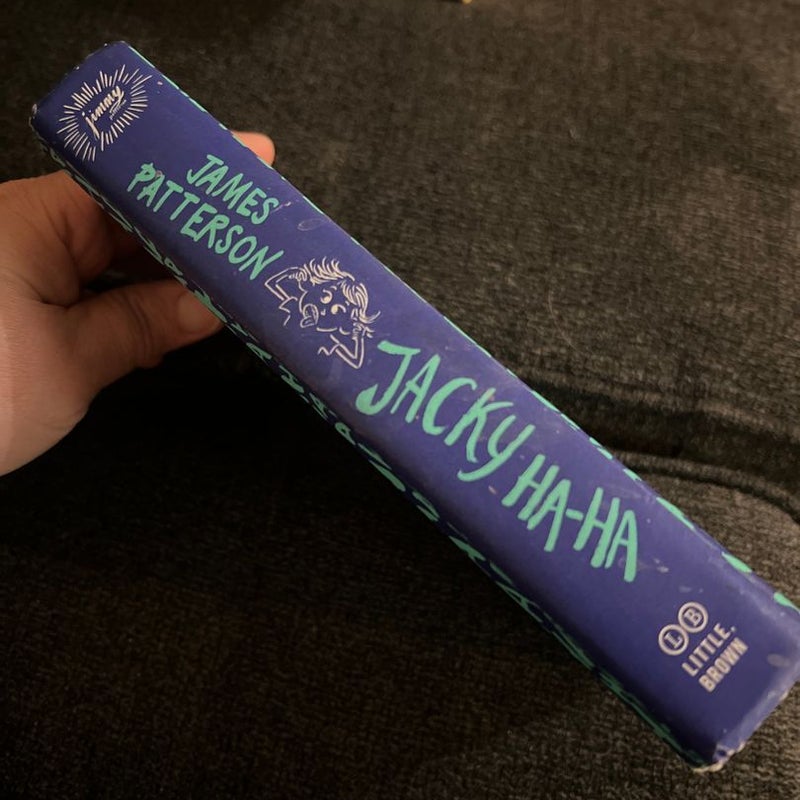 jimmy
JAMES
PATTERSON
JACKY HA-HA
LB
LITTLE,
BROWN